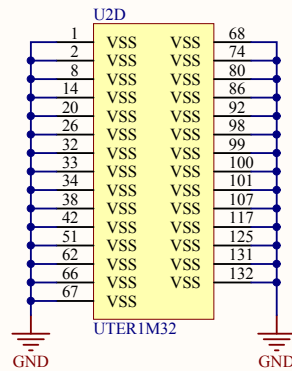 U2D
1 VSS VSS 68
2 VSS VSS 74
8 VSS VSS 80
14 VSS VSS 86
20 VSS VSS 92
26 VSS VSS 98
32 VSS VSS 99
33 VSS VSS 100
34 VSS VSS 101
38 VSS VSS 107
42 VSS VSS 117
51 VSS VSS 125
62 VSS VSS 131
66 VSS VSS 132
67 VSS
UTER1M32
GND GND